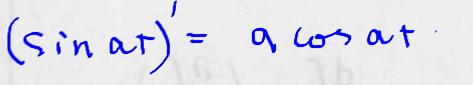 (sin at)' = a cos at